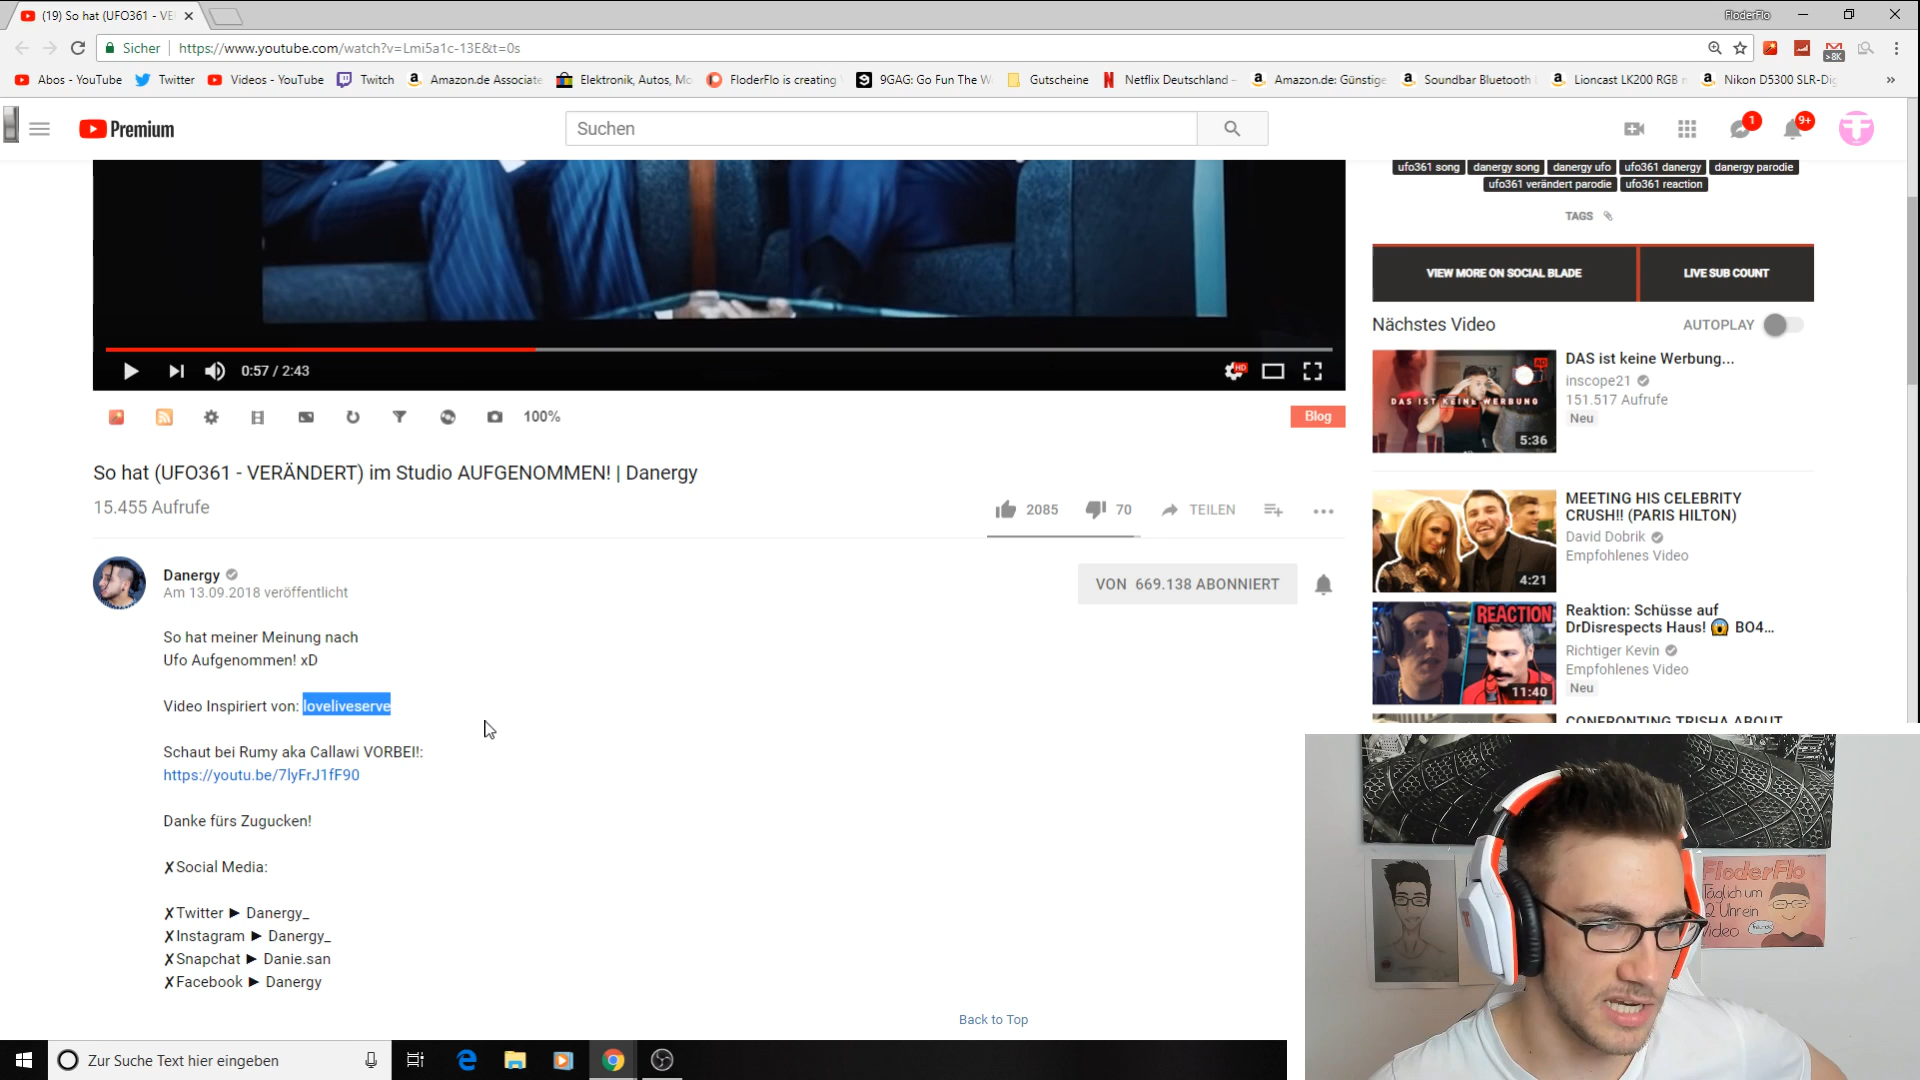 (19) So hat (UFO361 - VE
FloderFlo
Sicher
https://www.youtube.com/watch?v=Lmi5a1c-13E&t=0s
>8K
Abos - YouTube
Twitter
Videos - YouTube
Twitch
Amazon.de Associate
Elektronik, Autos, Mo
FloderFlo is creating
9GAG: Go Fun The W
Gutscheine
Netflix Deutschland -
Amazon.de: Günstige
Soundbar Bluetooth
Lioncast LK200 RGB
Nikon D5300 SLR-Dig
Premium
Suchen
1
9+
ufo361 song
danergy song
danergy ufo
ufo361 danergy
danergy parodie
ufo361 verändert parodie
ufo361 reaction
TAGS
VIEW MORE ON SOCIAL BLADE
LIVE SUB COUNT
Nächstes Video
AUTOPLAY
DAS IST KEINE WERBUNG
5:36
DAS ist keine Werbung...
inscope21
151.517 Aufrufe
Neu
0:57 / 2:43
HD
100%
Blog
So hat (UFO361 - VERÄNDERT) im Studio AUFGENOMMEN! | Danergy
15.455 Aufrufe
2085
70
TEILEN
4:21
MEETING HIS CELEBRITY
CRUSH!! (PARIS HILTON)
David Dobrik
Empfohlenes Video
Danergy
Am 13.09.2018 veröffentlicht
VON 669.138 ABONNIERT
REACTION
11:40
Reaktion: Schüsse auf
DrDisrespects Haus! 😱 BO4...
Richtiger Kevin
Empfohlenes Video
Neu
CONFRONTING TRISHA ABOUT
So hat meiner Meinung nach
Ufo Aufgenommen! xD
Video Inspiriert von: loveliveserve
Schaut bei Rumy aka Callawi VORBEI!:
https://youtu.be/7lyFrJ1fF90
Danke fürs Zugucken!
✗Social Media:
✗Twitter ► Danergy_
✗Instagram ► Danergy_
✗Snapchat ► Danie.san
✗Facebook ► Danergy
Back to Top
FloderFlo
Täglich um
Video
Zur Suche Text hier eingeben